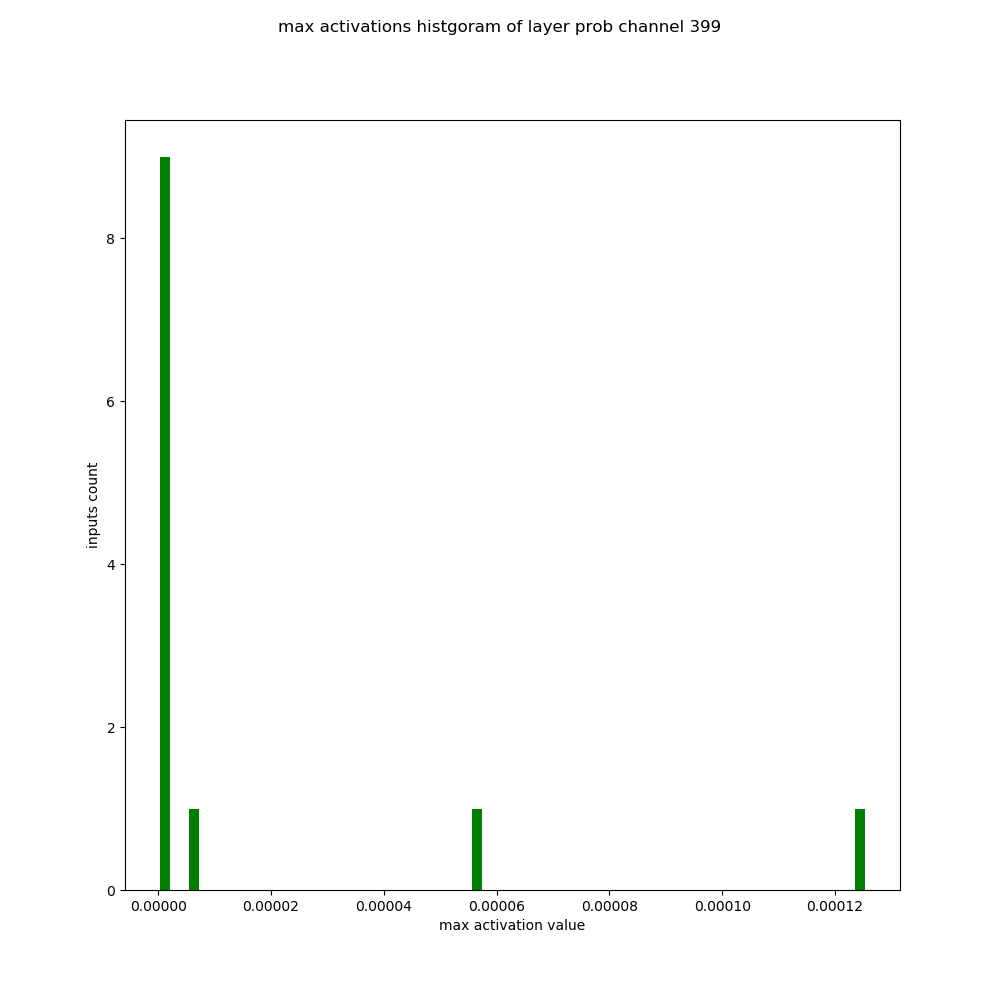 max activations histgoram of layer prob channel 399
8
6
4
2
0
inputs count
0.00000 0.00002 0.00004 0.00006 0.00008 0.00010 0.00012
max activation value